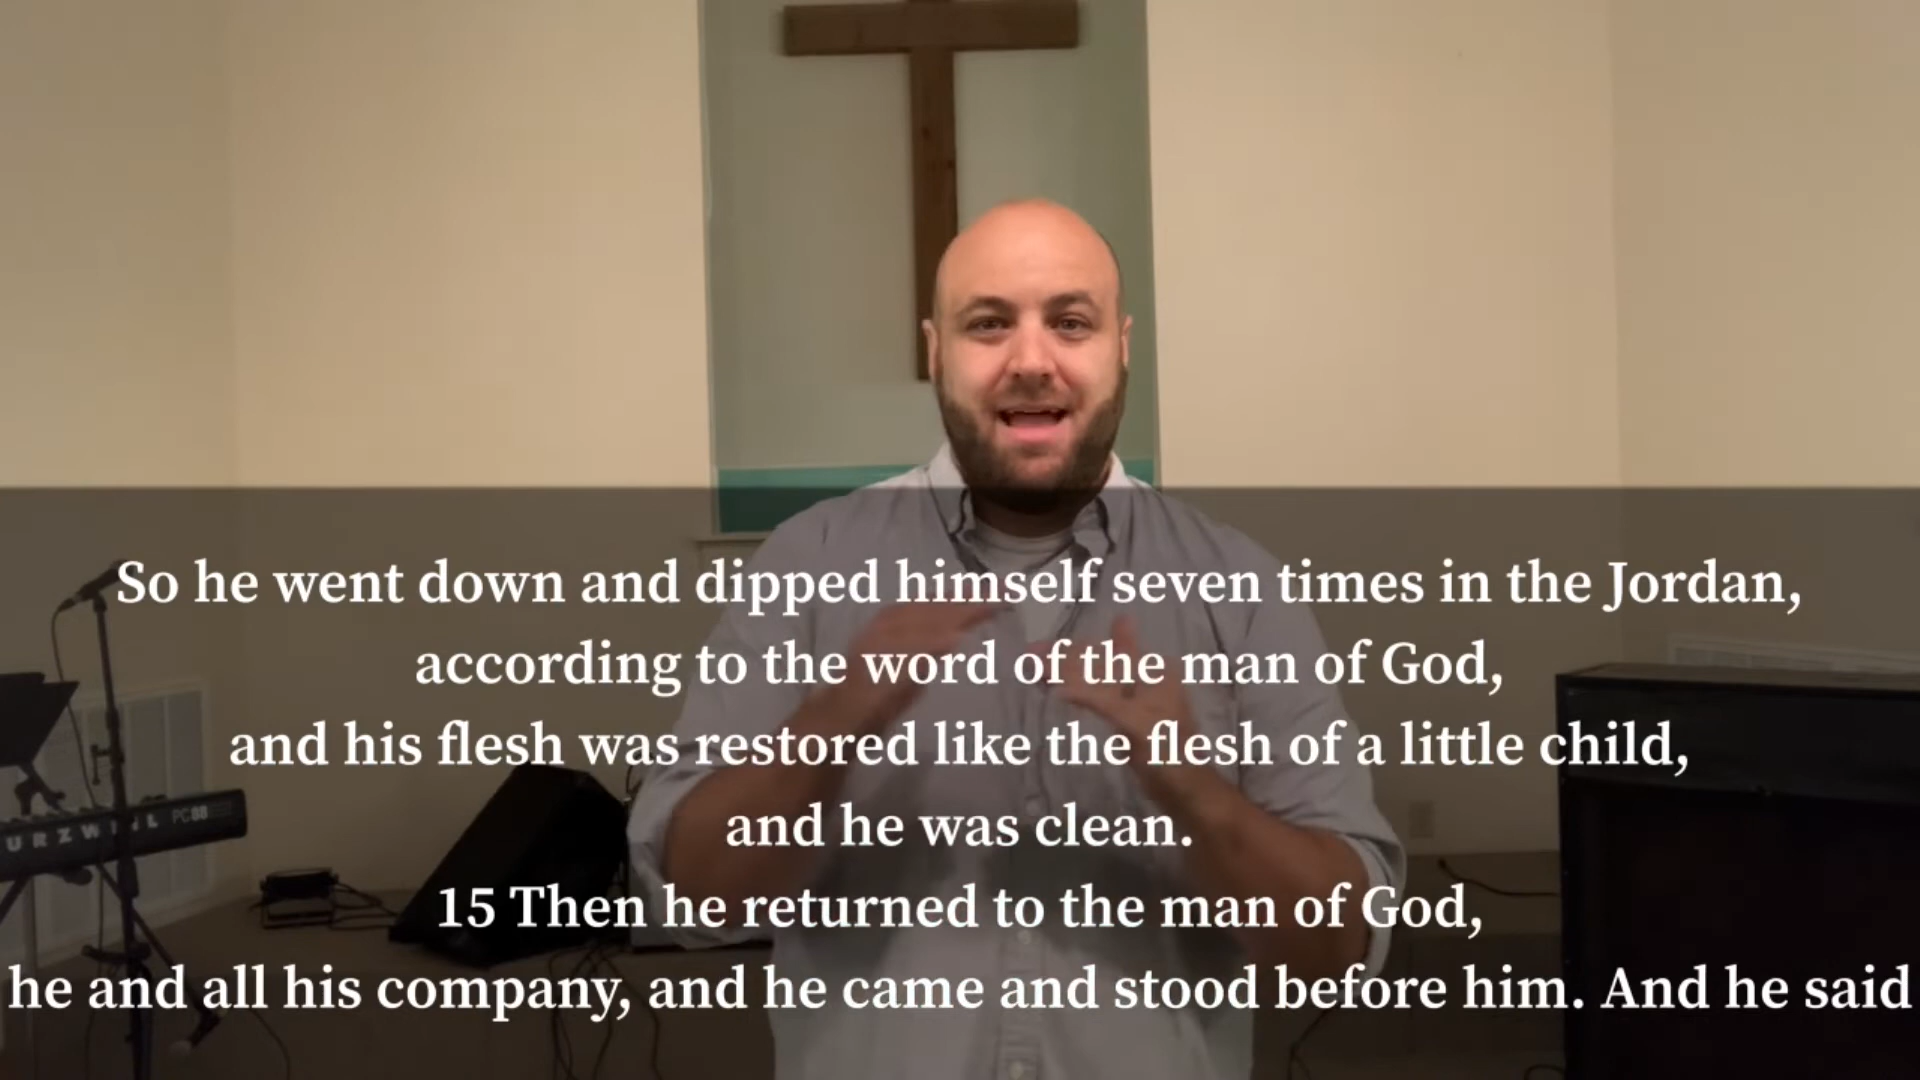 So he went down and dipped himself seven times in the Jordan,
according to the word of the man of God,
and his flesh was restored like the flesh of a little child,
and he was clean.
15 Then he returned to the man of God,
he and all his company, and he came and stood before him. And he said
PC88